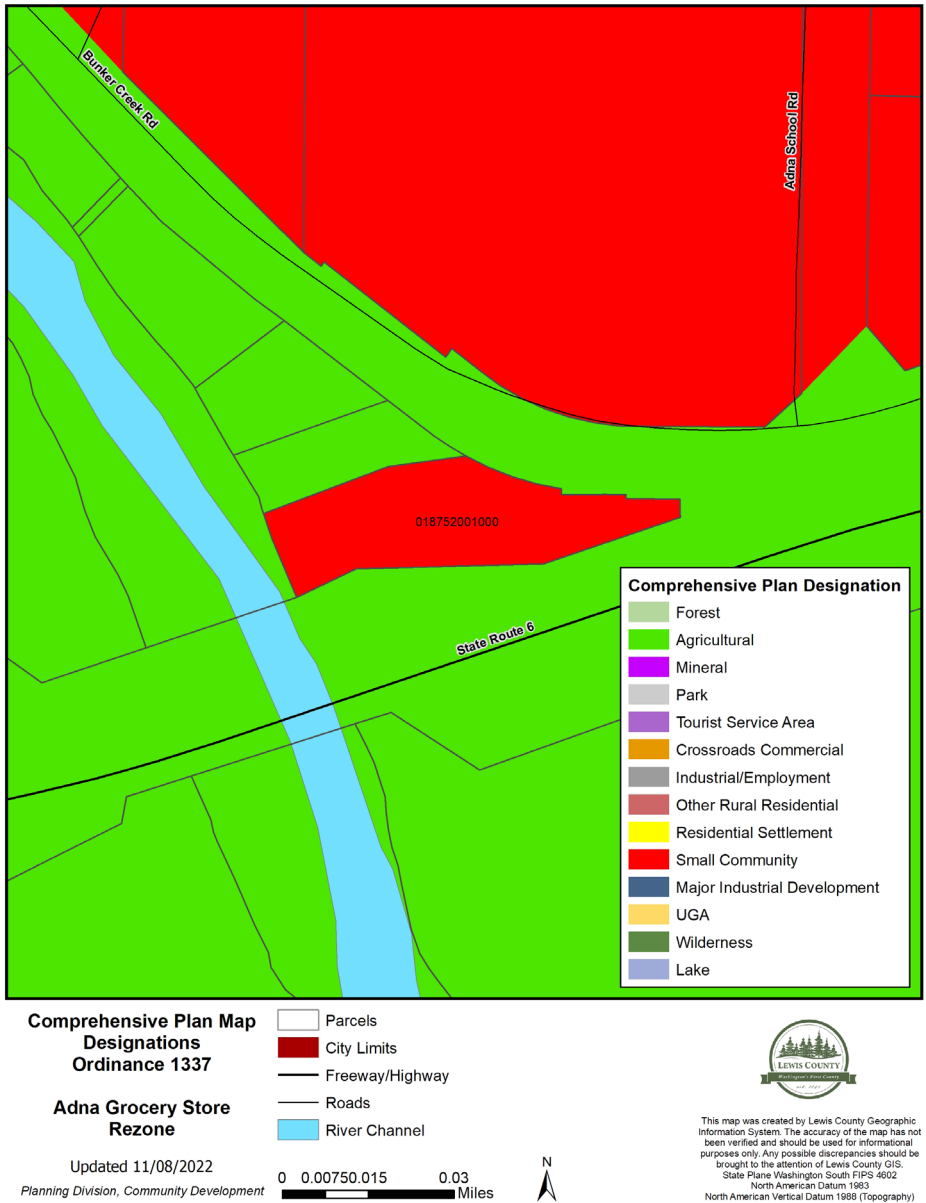 Bunker Creek Rd
Adna School Rd
018752001000
State Route 6
Comprehensive Plan Designation
Forest
Agricultural
Mineral
Park
Tourist Service Area
Crossroads Commercial
Industrial/Employment
Other Rural Residential
Residential Settlement
Small Community
Major Industrial Development
UGA
Wilderness
Lake
Comprehensive Plan Map
Designations
Ordinance 1337
Adna Grocery Store
Rezone
Updated 11/08/2022
Planning Division, Community Development
Parcels
City Limits
Freeway/Highway
Roads
River Channel
0 0.00750.015 0.03
Miles
N
LEWIS COUNTY
Washington's First County
This map was created by Lewis County Geographic
Information System. The accuracy of the map has not
been verified and should be used for informational
purposes only. Any possible discrepancies should be
brought to the attention of Lewis County GIS.
State Plane Washington South FIPS 4602
North American Datum 1983
North American Vertical Datum 1988 (Topography)